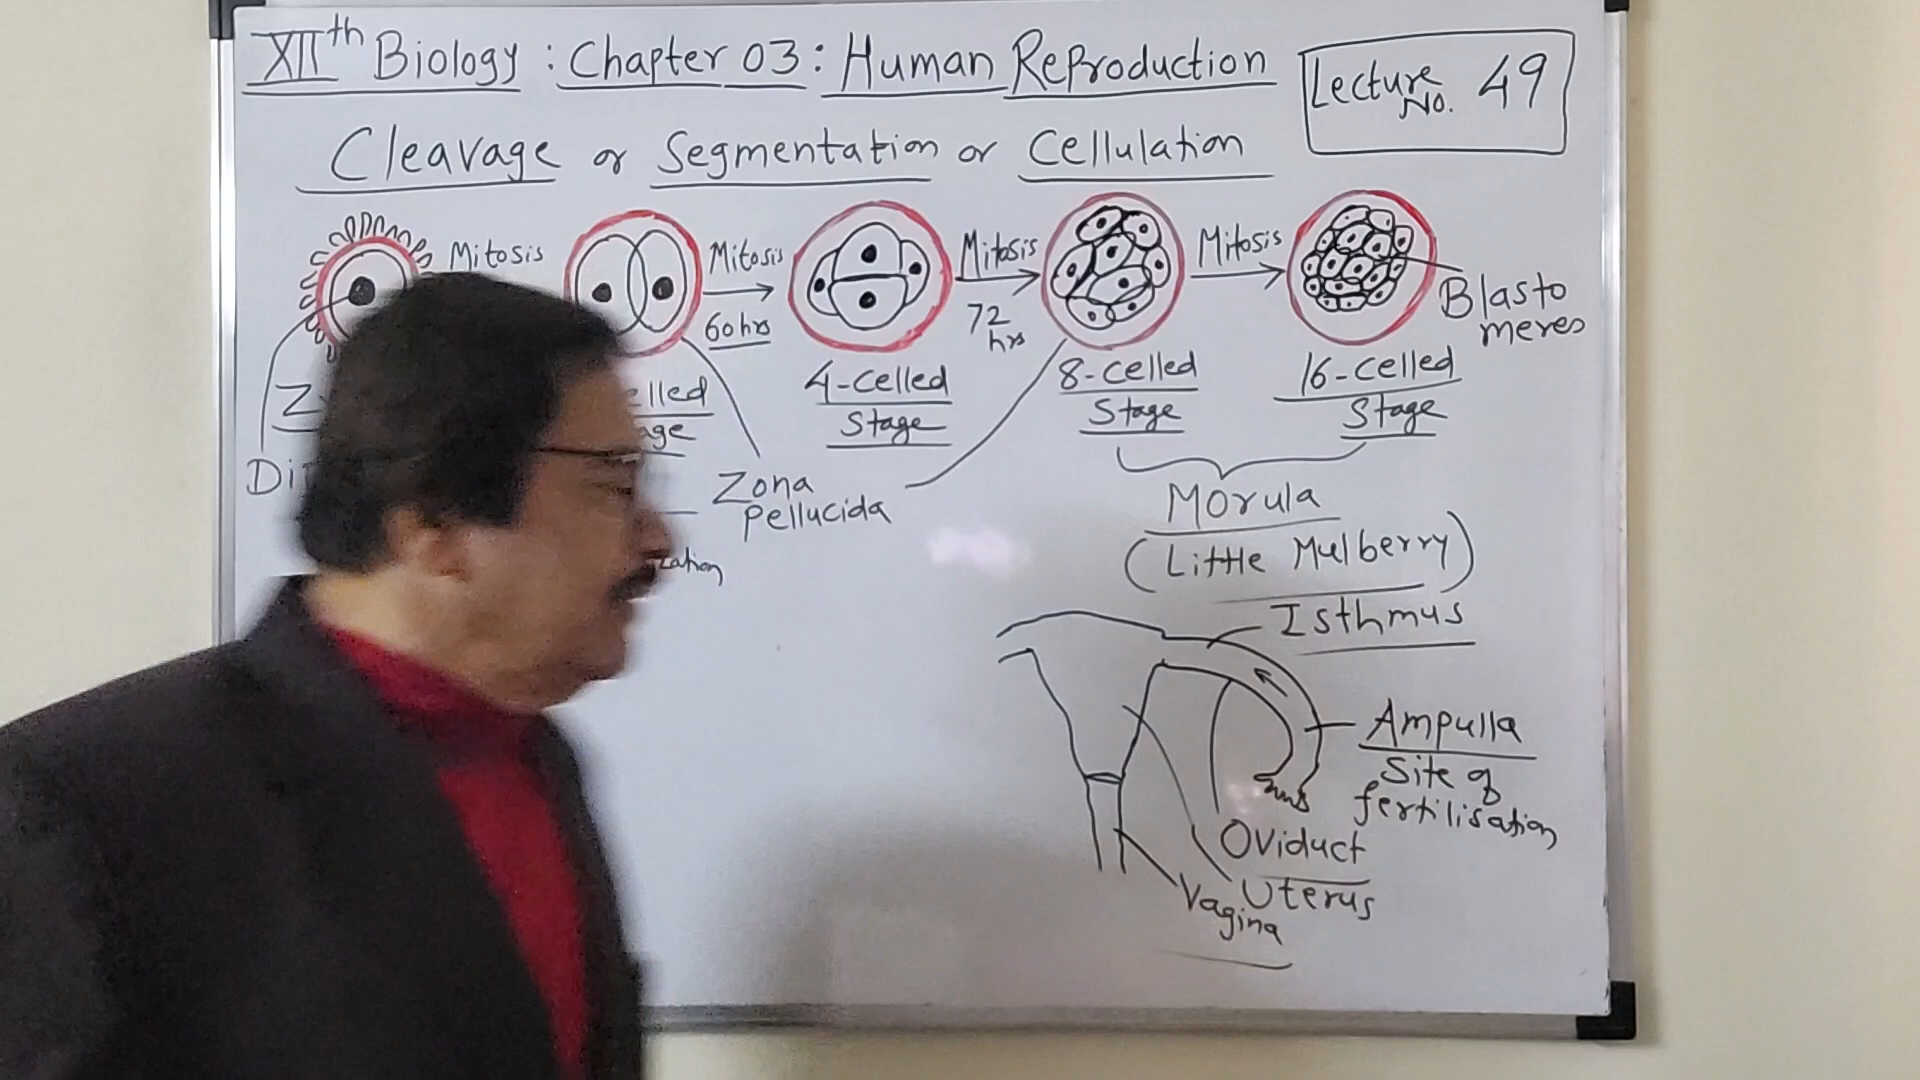 XIIth Biology : Chapter 03 : Human Reproduction
Lecture No. 49
Cleavage or Segmentation or Cellulation
Mitosis
Mitosis
60 hrs
Mitosis
72 hrs
Mitosis
Blasto
meres
4-celled
Stage
8-celled
Stage
16-celled
Stage
Zona
Pellucida
Morula
(Little Mulberry)
Isthmus
Ampulla
Site of
fertilisation
Oviduct
Uterus
Vagina